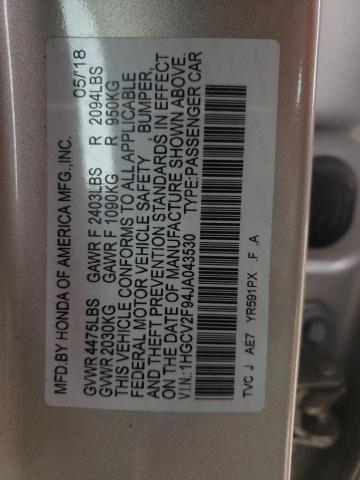 MFD.BY HONDA OF AMERICA MFG.,INC. 05/'18
GVWR 4475LBS GAWR F 2403LBS R 2094LBS
GVWR 2030KG GAWR F 1090KG R 950KG
THIS VEHICLE CONFORMS TO ALL APPLICABLE
FEDERAL MOTOR VEHICLE SAFETY , BUMPER,
AND THEFT PREVENTION STANDARDS IN EFFECT
ON THE DATE OF MANUFACTURE SHOWN ABOVE.
V.I.N.:1HGCV2F94JA043530 TYPE:PASSENGER CAR
TVC J AE7 YR591PX .F .A